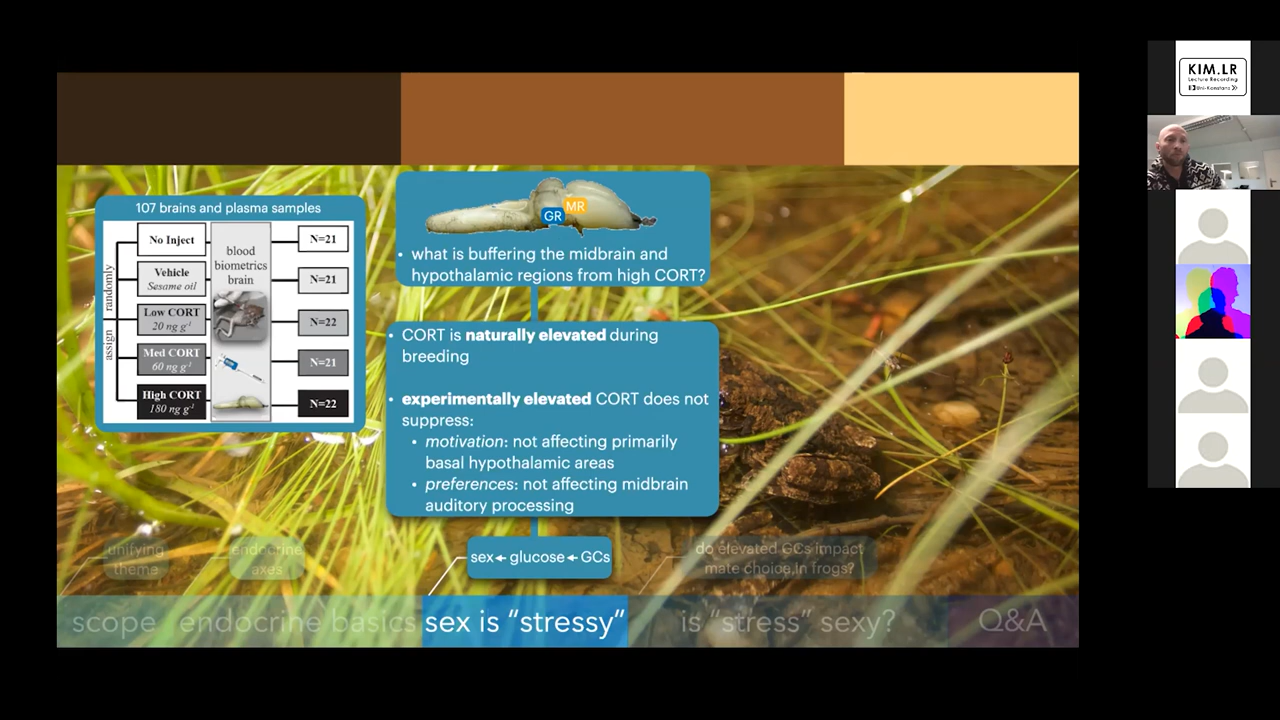 107 brains and plasma samples
assign randomly
No Inject
Vehicle
Sesame oil
Low CORT
20 ng g-1
Med CORT
60 ng g-1
High CORT
180 ng g-1
blood
biometrics
brain
N=21
N=21
N=22
N=21
N=22
GR
MR
• what is buffering the midbrain and
hypothalamic regions from high CORT?
• CORT is naturally elevated during
breeding
• experimentally elevated CORT does not
suppress:
• motivation: not affecting primarily
basal hypothalamic areas
• preferences: not affecting midbrain
auditory processing
sex←glucose←GCs
unifying
theme
endocrine
axes
do elevated GCs impact
mate choice in frogs?
scope
endocrine basics
sex is “stressy”
is “stress” sexy?
Q&A
KIM.LR
Lecture Recording
Uni-Konstanz